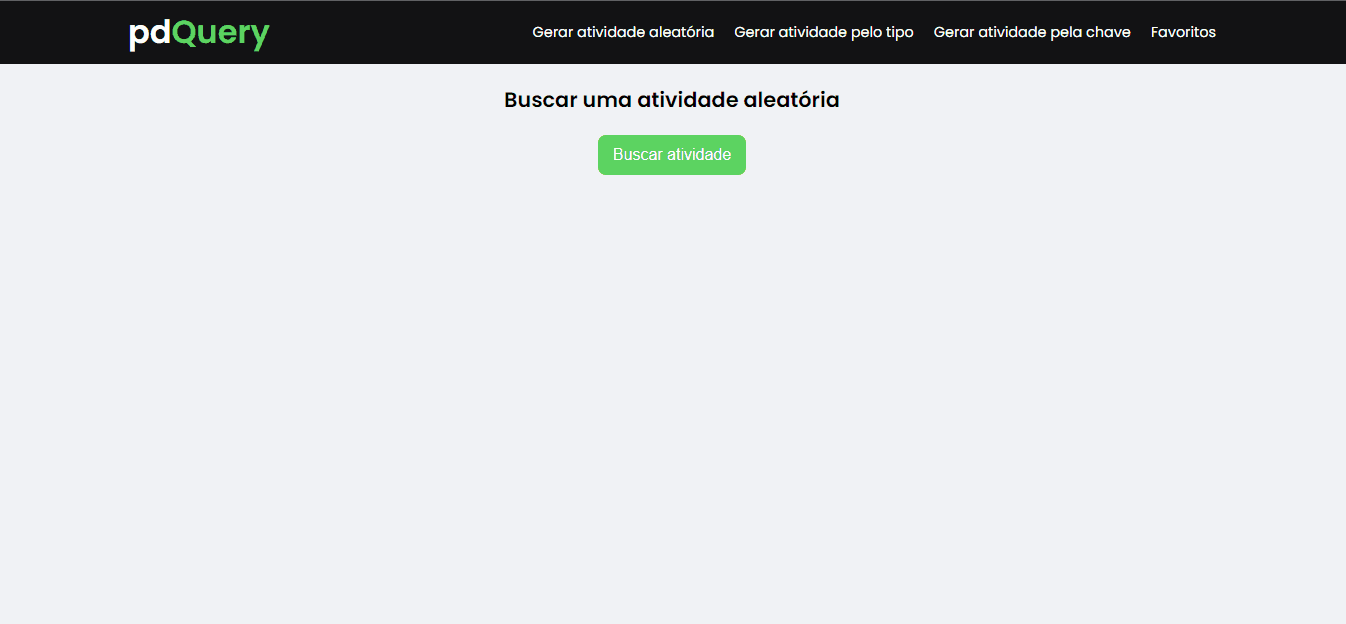 pdQuery
Gerar atividade aleatória
Gerar atividade pelo tipo
Gerar atividade pela chave
Favoritos
Buscar uma atividade aleatória
Buscar atividade